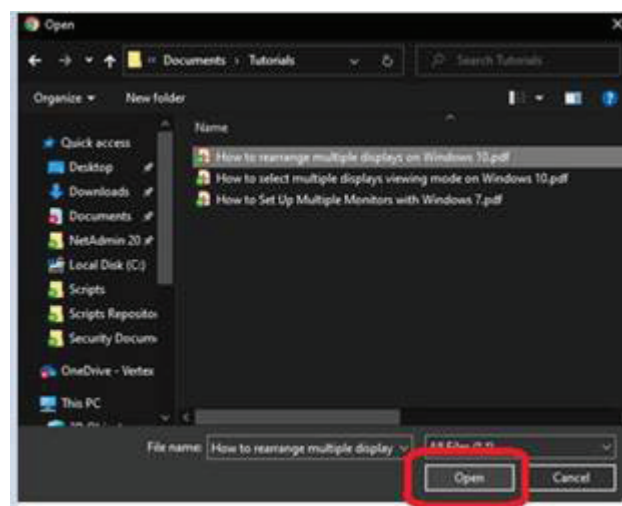 Open
Documents › Tutorials
Search Tutorials
Organize
New folder
Name
Quick access
Desktop
Downloads
Documents
NetAdmin 20
Local Disk (C:)
Scripts
Scripts Reposito
Security Docum
OneDrive - Vertex
This PC
How to rearrange multiple displays on Windows 10.pdf
How to select multiple displays viewing mode on Windows 10.pdf
How to Set Up Multiple Monitors with Windows 7.pdf
File name: How to rearrange multiple display
Open
Cancel